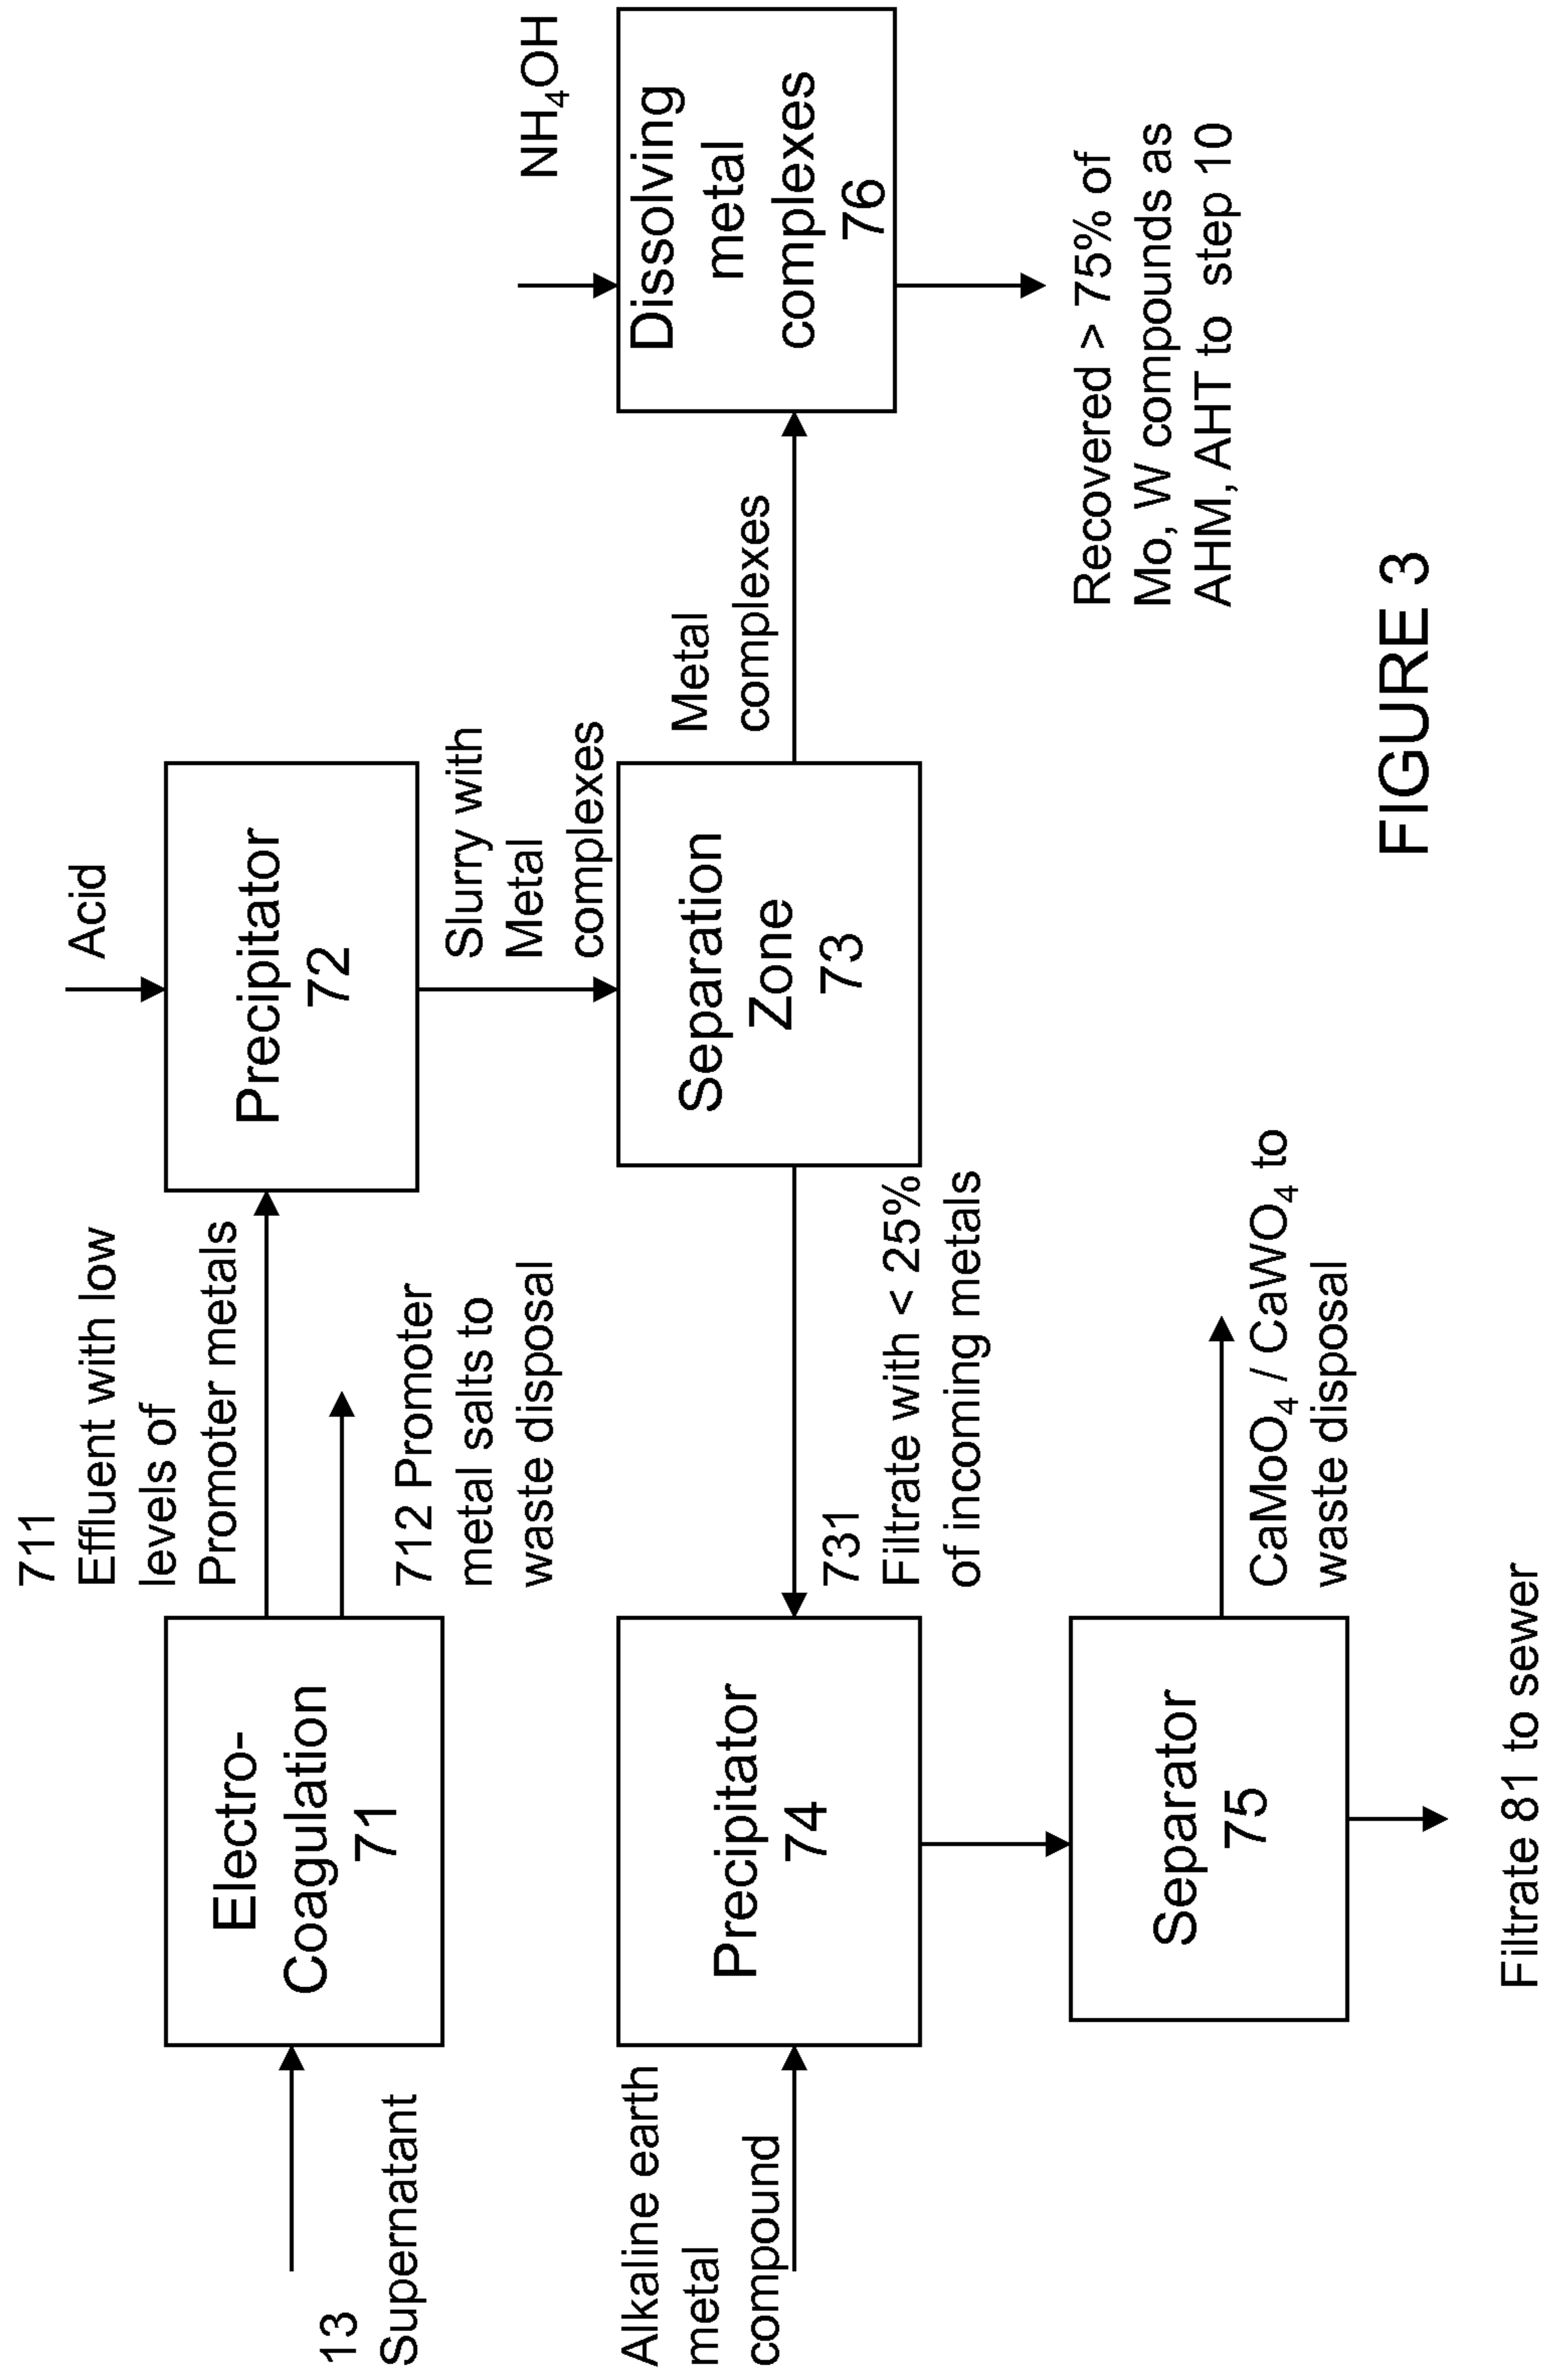 711
Effluent with low
levels of
Promoter metals
Acid
13
Supernatant
Electro-
Coagulation
71
712 Promoter
metal salts to
waste disposal
Precipitator
72
Slurry with
Metal
complexes
NH4OH
Alkaline earth
metal
compound
Precipitator
74
731
Filtrate with < 25%
of incoming metals
Separation
Zone
73
Metal
complexes
Dissolving
metal
complexes
76
Separator
75
CaMoO4 / CaWO4 to
waste disposal
Recovered > 75% of
Mo, W compounds as
AHM, AHT to step 10
Filtrate 81 to sewer
FIGURE 3